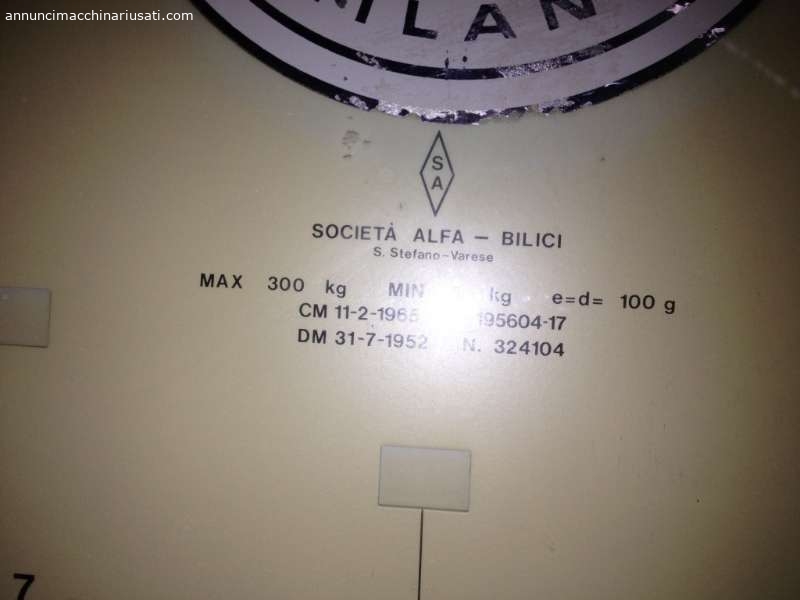 annuncimacchinariusati.com
MILAN
S
A
SOCIETÀ ALFA – BILICI
S. Stefano-Varese
MAX 300 kg MIN kg e=d= 100 g
CM 11-2-1965 195604-17
DM 31-7-1952 N. 324104
7